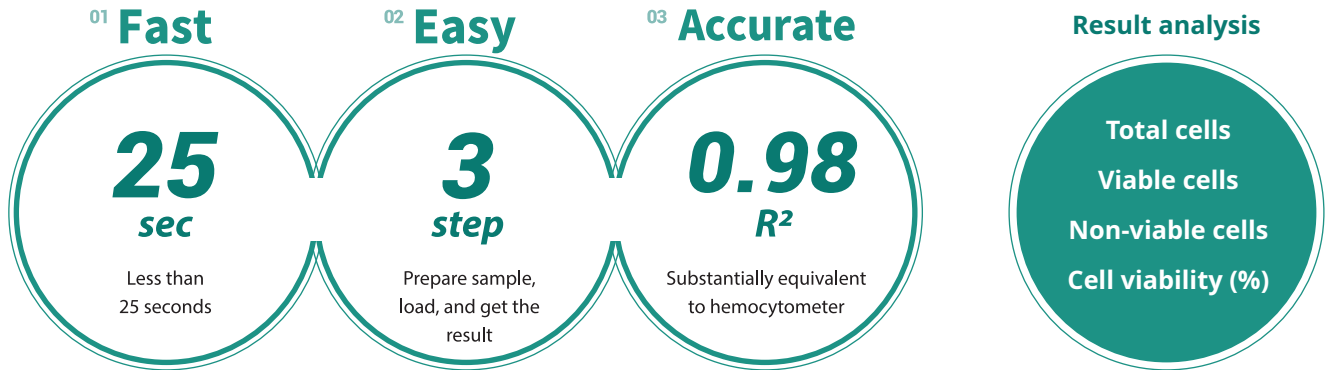 01 Fast
25
sec
Less than
25 seconds
02 Easy
3
step
Prepare sample,
load, and get the
result
03 Accurate
0.98
R²
Substantially equivalent
to hemocytometer
Result analysis
Total cells
Viable cells
Non-viable cells
Cell viability (%)